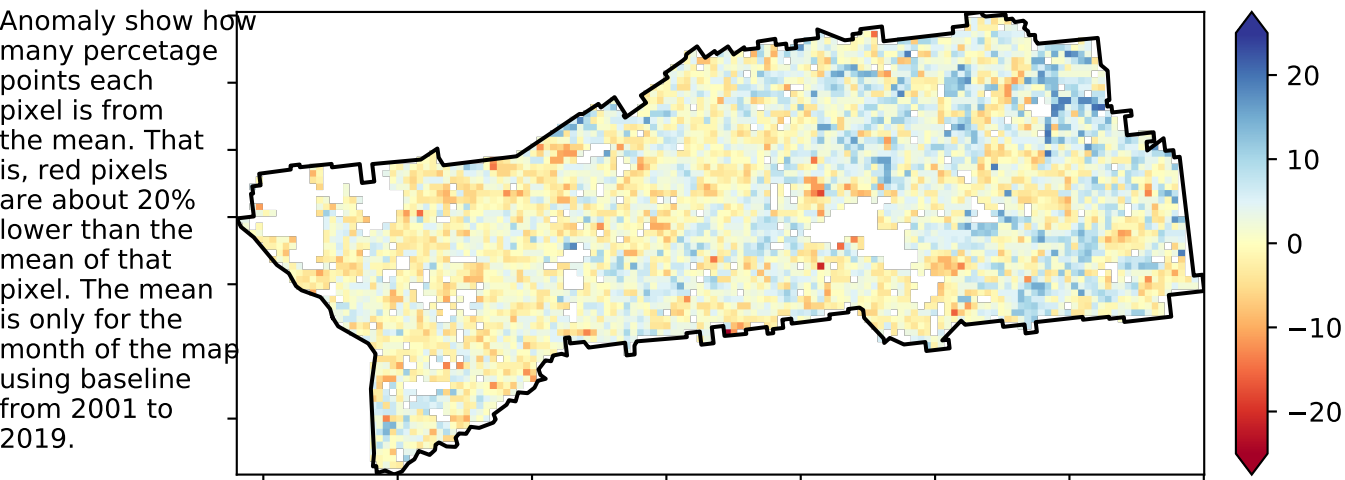 Anomaly show how
many percetage
points each
pixel is from
the mean. That
is, red pixels
are about 20%
lower than the
mean of that
pixel. The mean
is only for the
month of the map
using baseline
from 2001 to
2019.
20
10
0
−10
−20